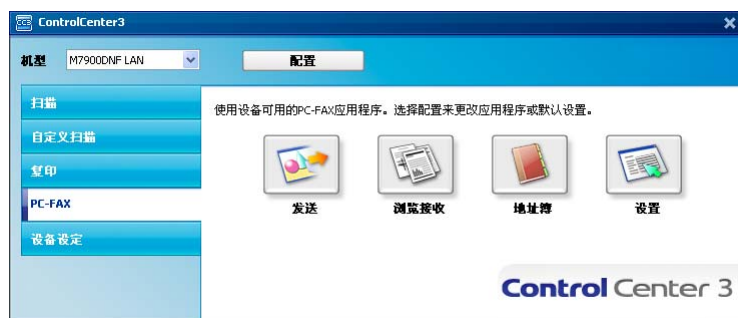 ControlCenter3
机型 M7900DNF LAN 配置
扫描
使用设备可用的PC-FAX应用程序。选择配置来更改应用程序或默认设置。
自定义扫描
复印
PC-FAX
发送 浏览接收 地址簿 设置
设备设定
Control Center 3